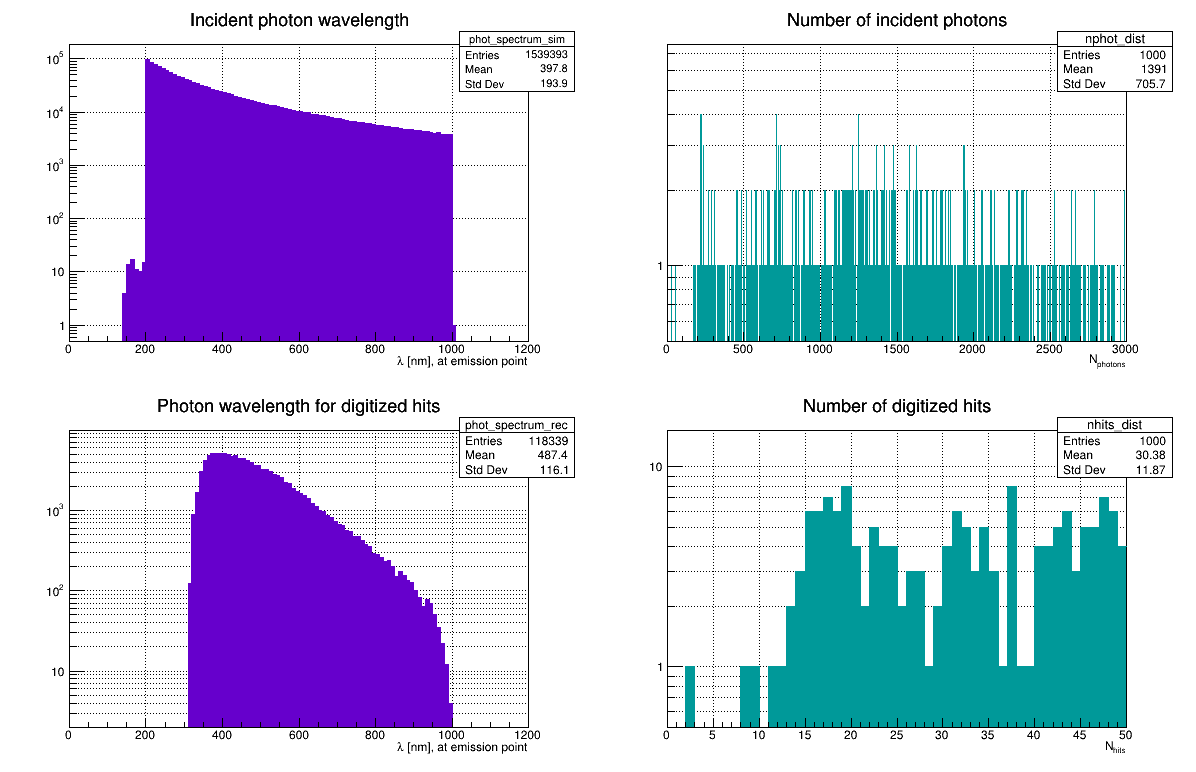 Incident photon wavelength
phot_spectrum_sim
Entries 1539393
Mean 397.8
Std Dev 193.9
10^5
10^4
10^3
10^2
10
1
0 200 400 600 800 1000 1200
λ [nm], at emission point
Number of incident photons
nphot_dist
Entries 1000
Mean 1391
Std Dev 705.7
1
0 500 1000 1500 2000 2500 3000
N_photons
Photon wavelength for digitized hits
phot_spectrum_rec
Entries 118339
Mean 487.4
Std Dev 116.1
10^3
10^2
10
0 200 400 600 800 1000 1200
λ [nm], at emission point
Number of digitized hits
nhits_dist
Entries 1000
Mean 30.38
Std Dev 11.87
10
1
0 5 10 15 20 25 30 35 40 45 50
N_hits